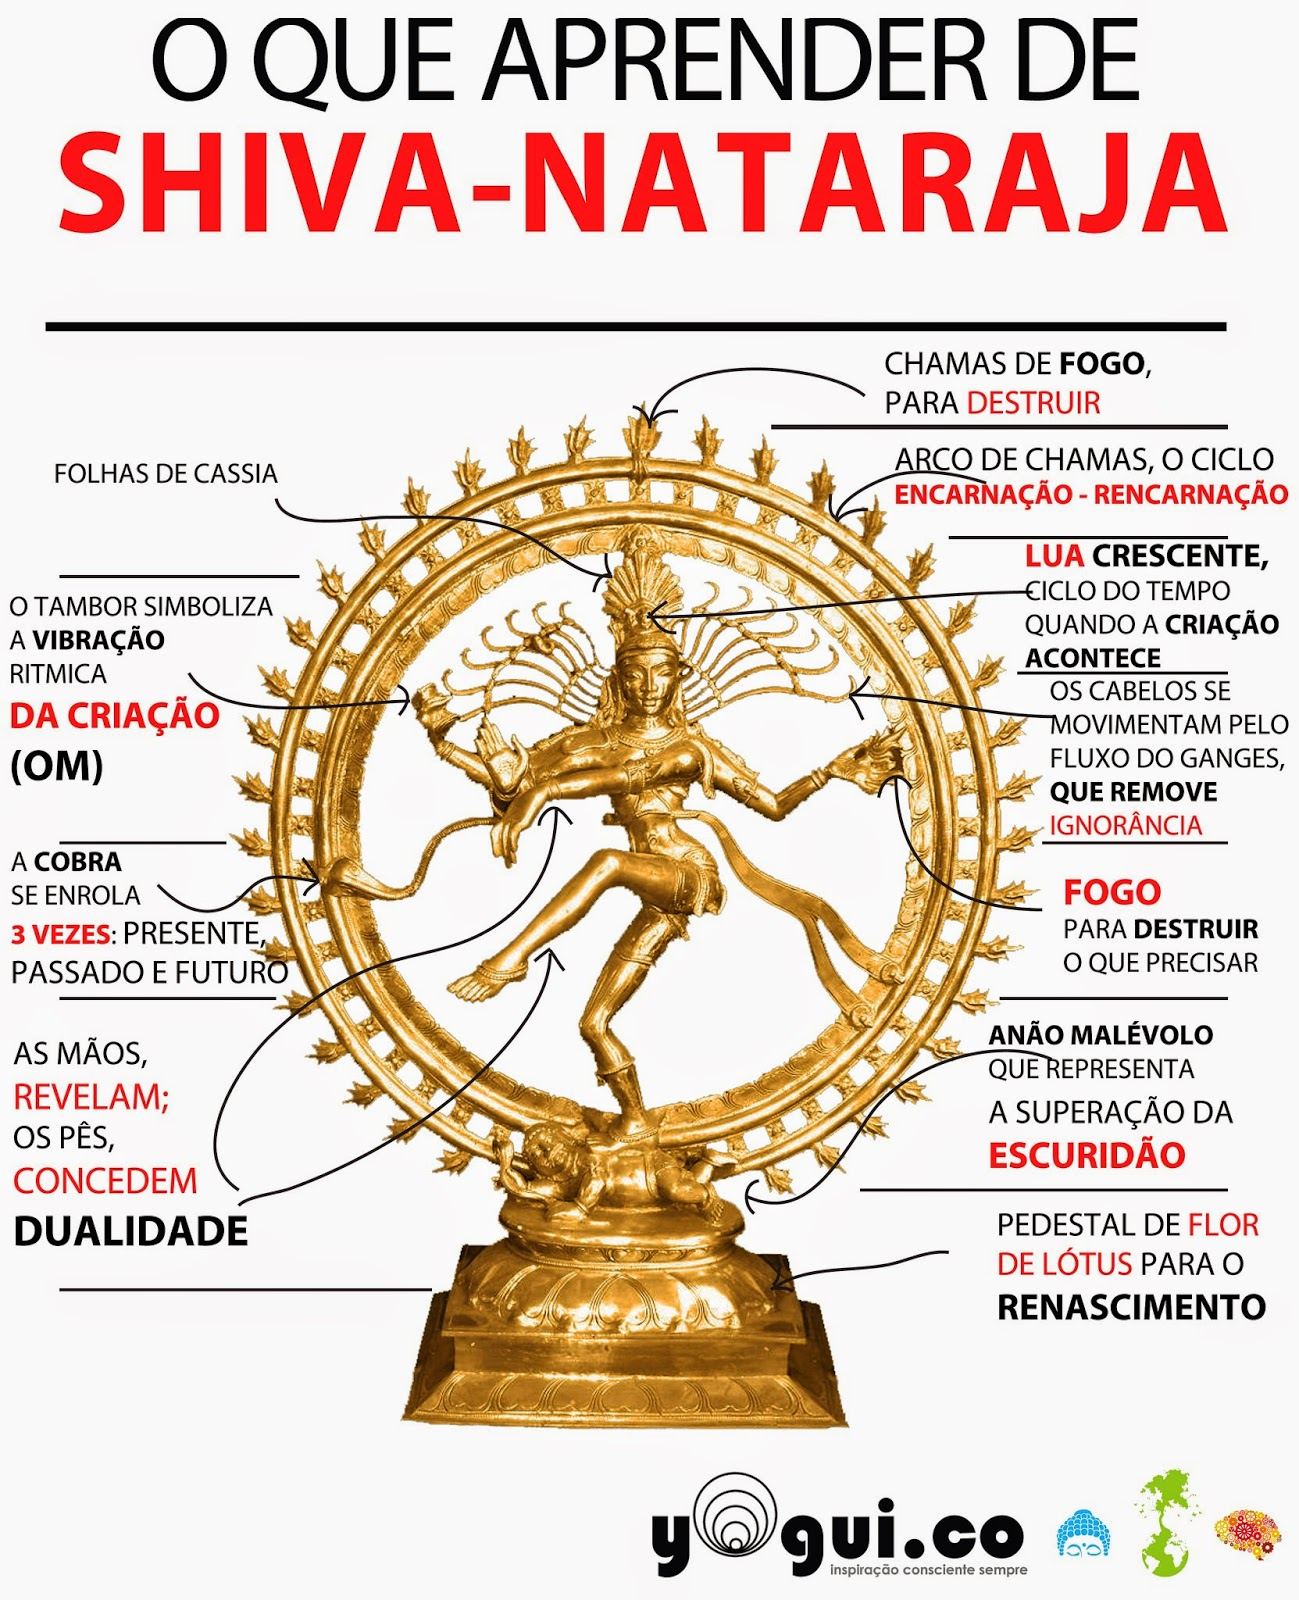 O QUE APRENDER DE
SHIVA-NATARAJA
CHAMAS DE FOGO,
PARA DESTRUIR
ARCO DE CHAMAS, O CICLO
ENCARNAÇÃO - RENCARNAÇÃO
FOLHAS DE CASSIA
LUA CRESCENTE,
CICLO DO TEMPO
QUANDO A CRIAÇÃO
ACONTECE
O TAMBOR SIMBOLIZA
A VIBRAÇÃO
RITMICA
DA CRIAÇÃO
(OM)
OS CABELOS SE
MOVIMENTAM PELO
FLUXO DO GANGES,
QUE REMOVE
IGNORÂNCIA
A COBRA
SE ENROLA
3 VEZES: PRESENTE,
PASSADO E FUTURO
FOGO
PARA DESTRUIR
O QUE PRECISAR
AS MÃOS,
REVELAM;
OS PÊS,
CONCEDEM
DUALIDADE
ANÃO MALÉVOLO
QUE REPRESENTA
A SUPERAÇÃO DA
ESCURIDÃO
PEDESTAL DE FLOR
DE LÓTUS PARA O
RENASCIMENTO
yogui.co
inspiração consciente sempre